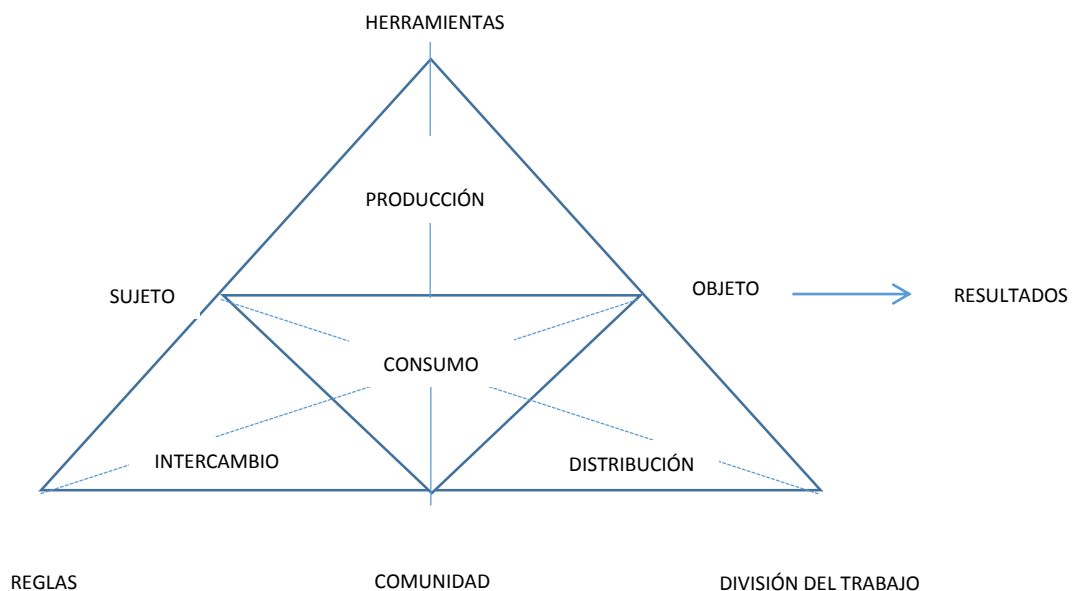 HERRAMIENTAS
PRODUCCIÓN
SUJETO
OBJETO
RESULTADOS
CONSUMO
INTERCAMBIO
DISTRIBUCIÓN
REGLAS
COMUNIDAD
DIVISIÓN DEL TRABAJO